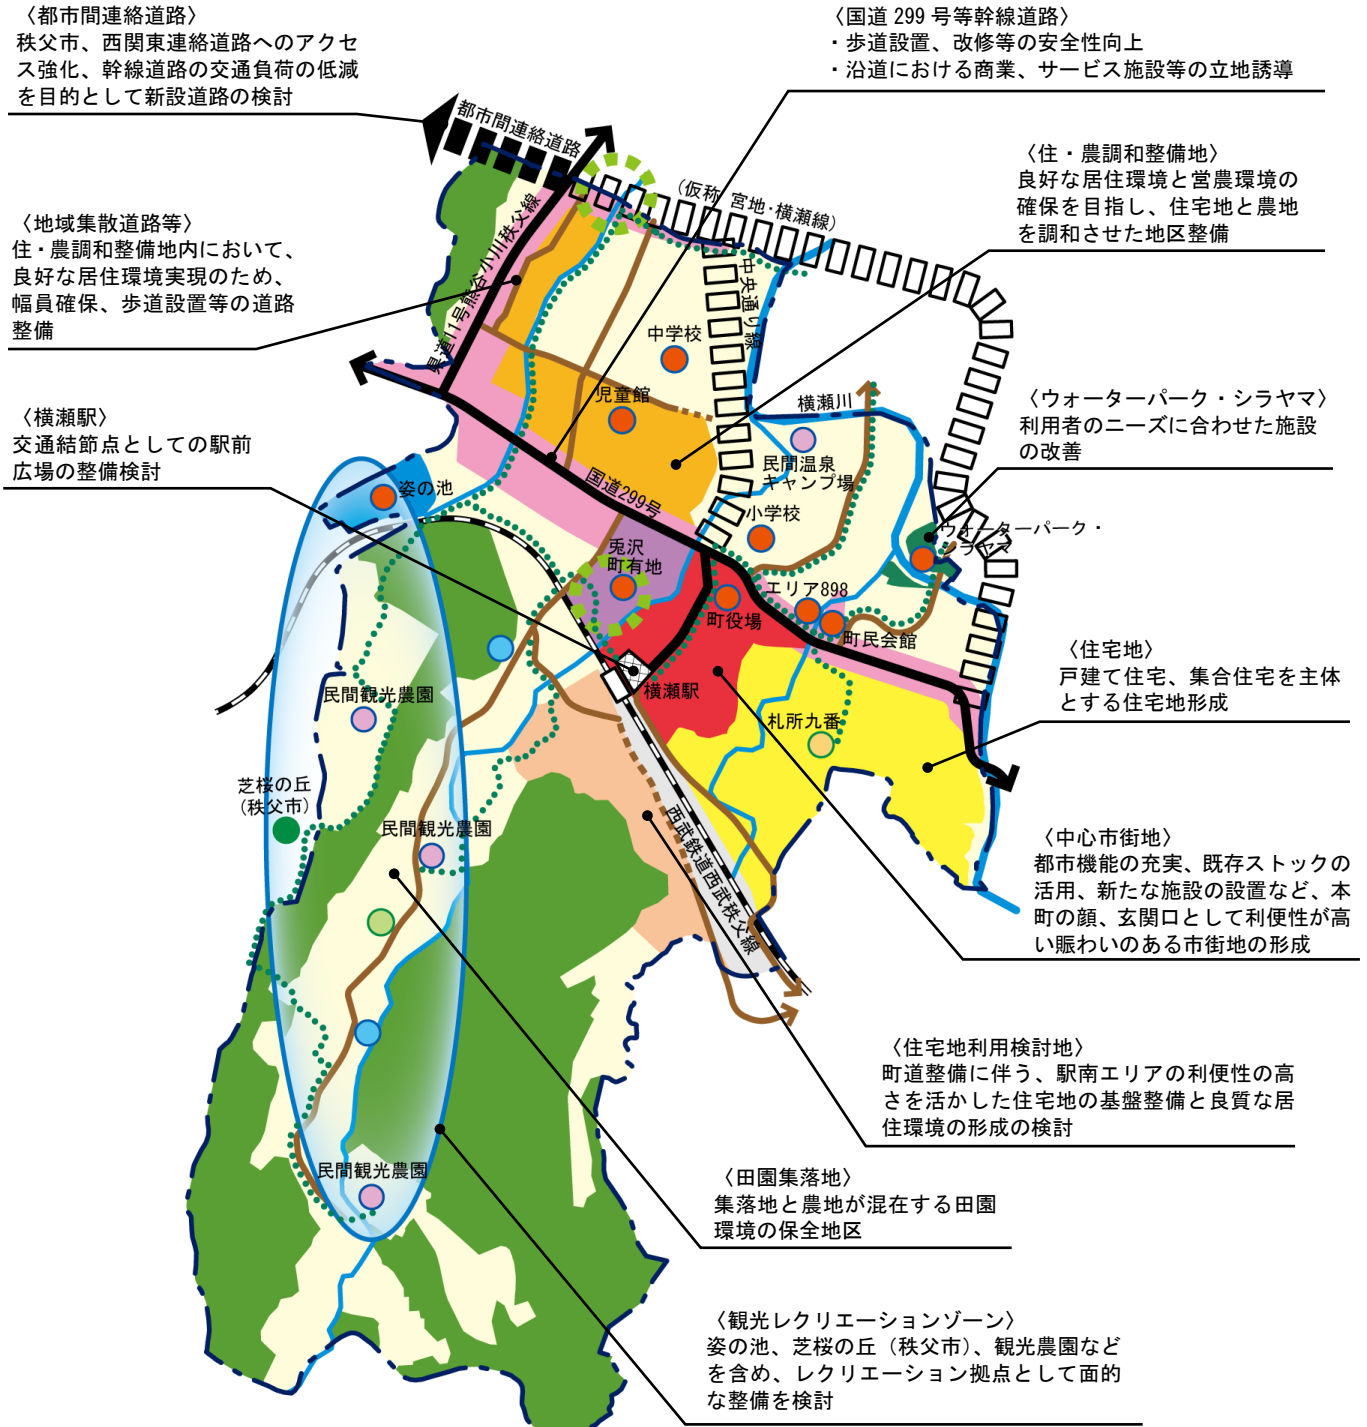 〈都市間連絡道路〉
秩父市、西関東連絡道路へのアクセ
ス強化、幹線道路の交通負荷の低減
を目的として新設道路の検討
〈国道 299 号等幹線道路〉
・歩道設置、改修等の安全性向上
・沿道における商業、サービス施設等の立地誘導
都市間連絡道路
(仮称 宮地・横瀬線)
〈住・農調和整備地〉
良好な居住環境と営農環境の
確保を目指し、住宅地と農地
を調和させた地区整備
〈地域集散道路等〉
住・農調和整備地内において、
良好な居住環境実現のため、
幅員確保、歩道設置等の道路
整備
県道11号熊谷小川秩父線
中央通り線
中学校
児童館
横瀬川
〈ウォーターパーク・シラヤマ〉
利用者のニーズに合わせた施設
の改善
〈横瀬駅〉
交通結節点としての駅前
広場の整備検討
民間温泉
キャンプ場
姿の池
国道299号
小学校
ウォーターパーク・
シラヤマ
兎沢
町有地
エリア898
町役場
町民会館
〈住宅地〉
戸建て住宅、集合住宅を主体
とする住宅地形成
横瀬駅
民間観光農園
札所九番
芝桜の丘
(秩父市)
民間観光農園
西武鉄道西武秩父線
〈中心市街地〉
都市機能の充実、既存ストックの
活用、新たな施設の設置など、本
町の顔、玄関口として利便性が高
い賑わいのある市街地の形成
〈住宅地利用検討地〉
町道整備に伴う、駅南エリアの利便性の高
さを活かした住宅地の基盤整備と良質な居
住環境の形成の検討
民間観光農園
〈田園集落地〉
集落地と農地が混在する田園
環境の保全地区
〈観光レクリエーションゾーン〉
姿の池、芝桜の丘（秩父市）、観光農園など
を含め、レクリエーション拠点として面的
な整備を検討